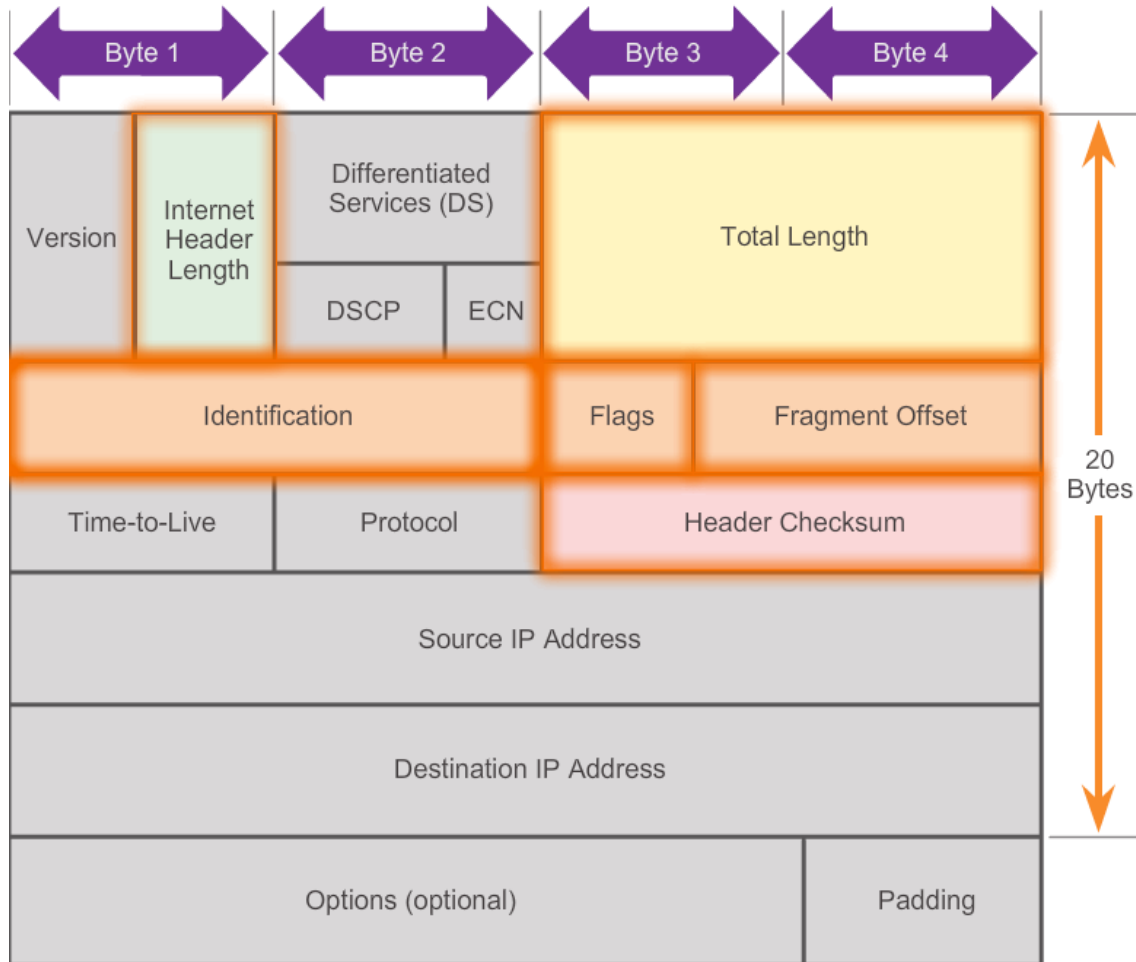 Byte 1
Byte 2
Byte 3
Byte 4
Version
Internet
Header
Length
Differentiated
Services (DS)
DSCP
ECN
Total Length
Identification
Flags
Fragment Offset
20
Bytes
Time-to-Live
Protocol
Header Checksum
Source IP Address
Destination IP Address
Options (optional)
Padding